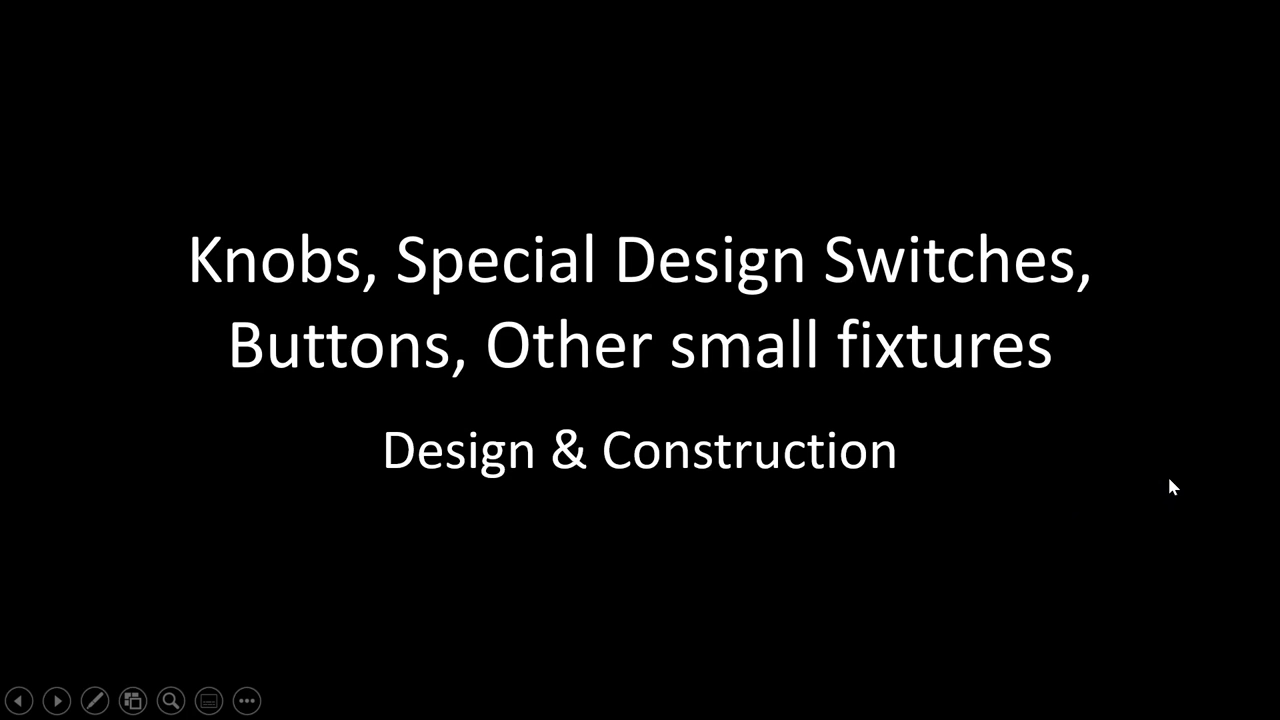 Knobs, Special Design Switches,
Buttons, Other small fixtures
Design & Construction